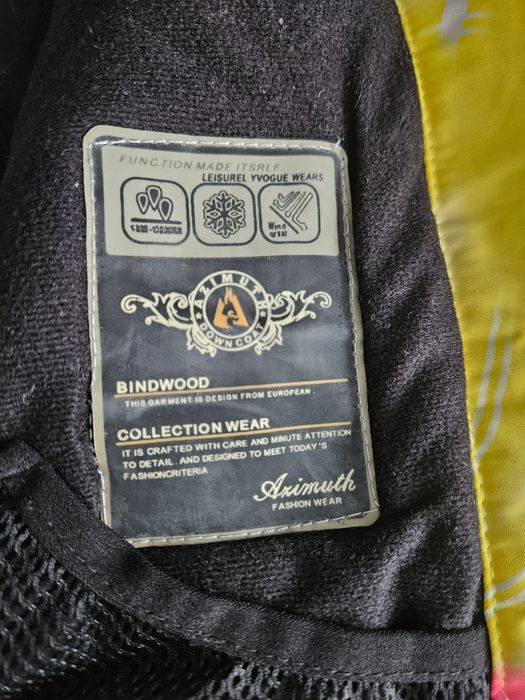 FUNCTION MADE ITSRLF
LEISUREL YVOGUE WEARS
Wind
AZIMUTH
DOWN COAT
BINDWOOD
THIS GARMENT IS DESIGN FROM EUROPEAN .
COLLECTION WEAR
IT IS CRAFTED WITH CARE AND MINUTE ATTENTION
TO DETAIL. AND DESIGNED TO MEET TODAY'S
FASHIONCRITERIA
Azimuth
FASHION WEAR